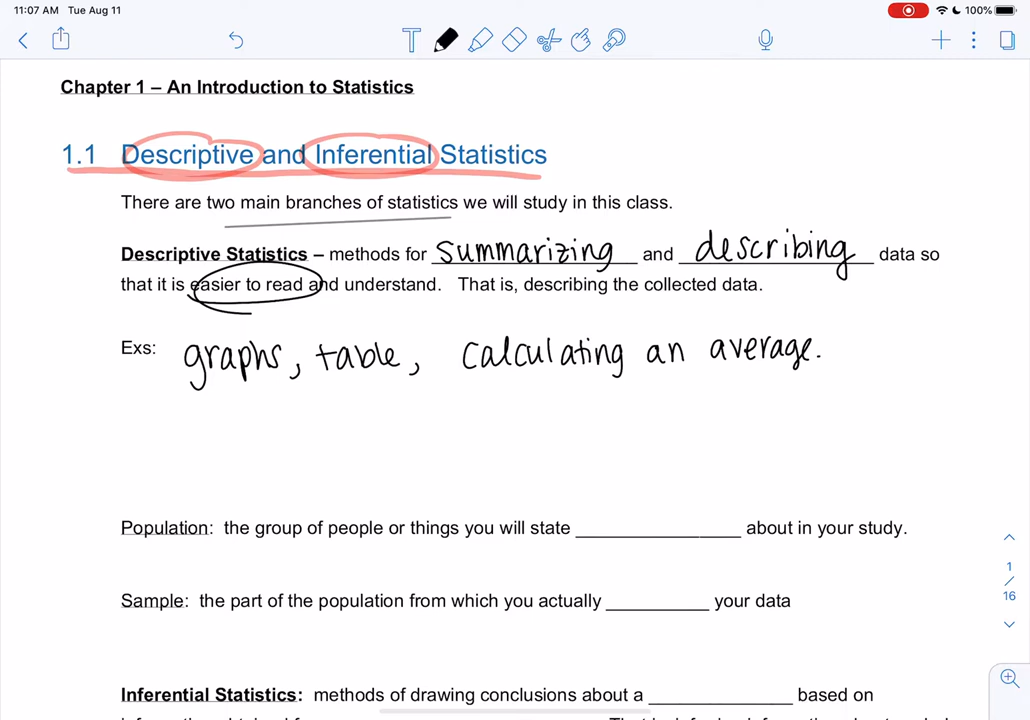 11:07 AM Tue Aug 11
100%
Chapter 1 – An Introduction to Statistics
1.1 Descriptive and Inferential Statistics
There are two main branches of statistics we will study in this class.
Descriptive Statistics – methods for summarizing and describing data so
that it is easier to read and understand. That is, describing the collected data.
Exs: graphs, table, calculating an average.
Population: the group of people or things you will state ______________ about in your study.
Sample: the part of the population from which you actually _________ your data
1
/
16
Inferential Statistics: methods of drawing conclusions about a _____________ based on